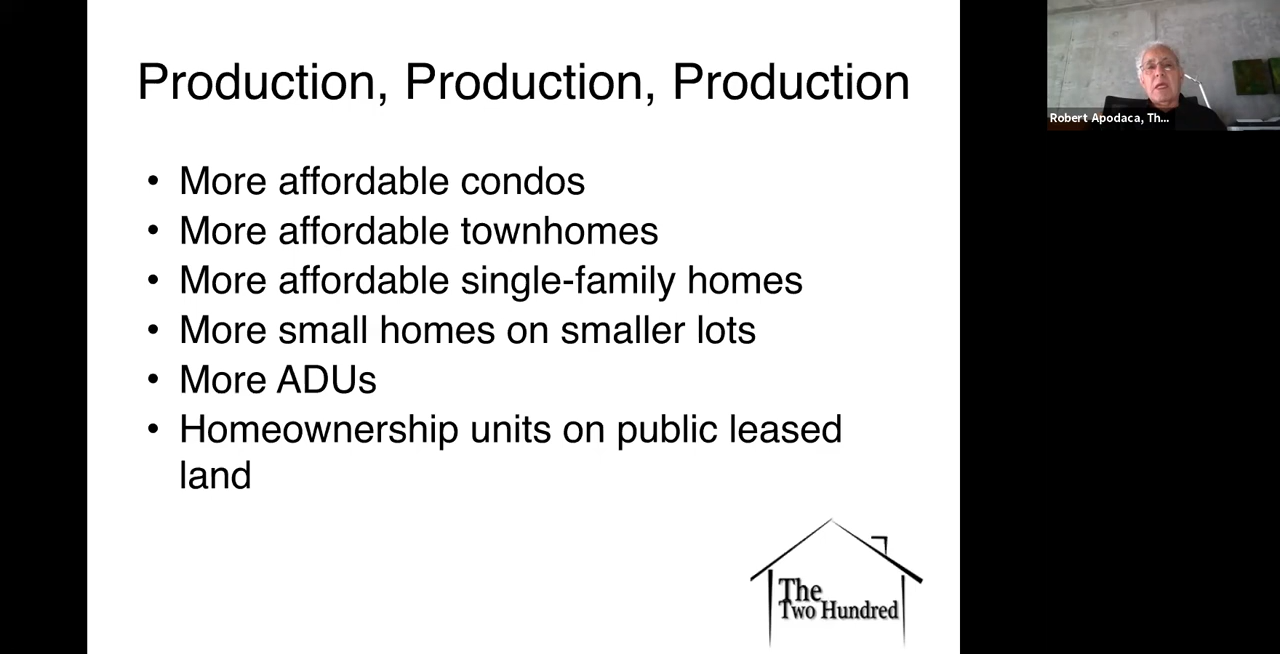 Production, Production, Production
• More affordable condos
• More affordable townhomes
• More affordable single-family homes
• More small homes on smaller lots
• More ADUs
• Homeownership units on public leased
land
The
Two Hundred
Robert Apodaca, Th...